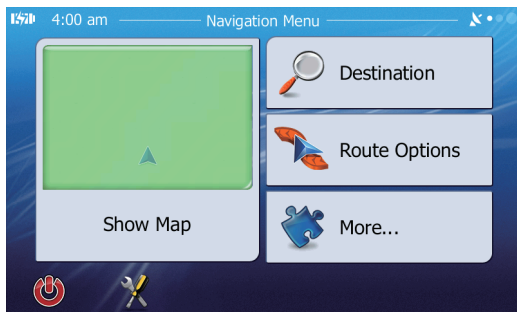 4:00 am
Navigation Menu
Destination
Route Options
Show Map
More...